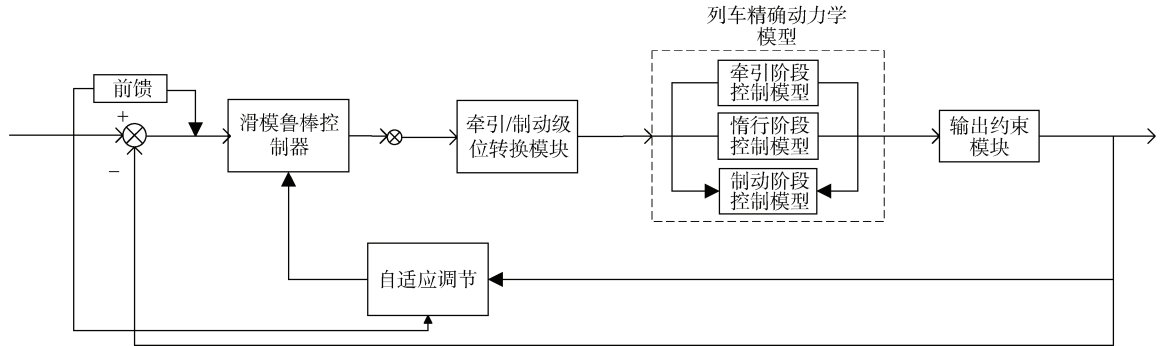 列车精确动力学
模型
前馈
+
−
滑模鲁棒控
制器
牵引/制动级
位转换模块
牵引阶段
控制模型
惰行阶段
控制模型
制动阶段
控制模型
输出约束
模块
自适应调节